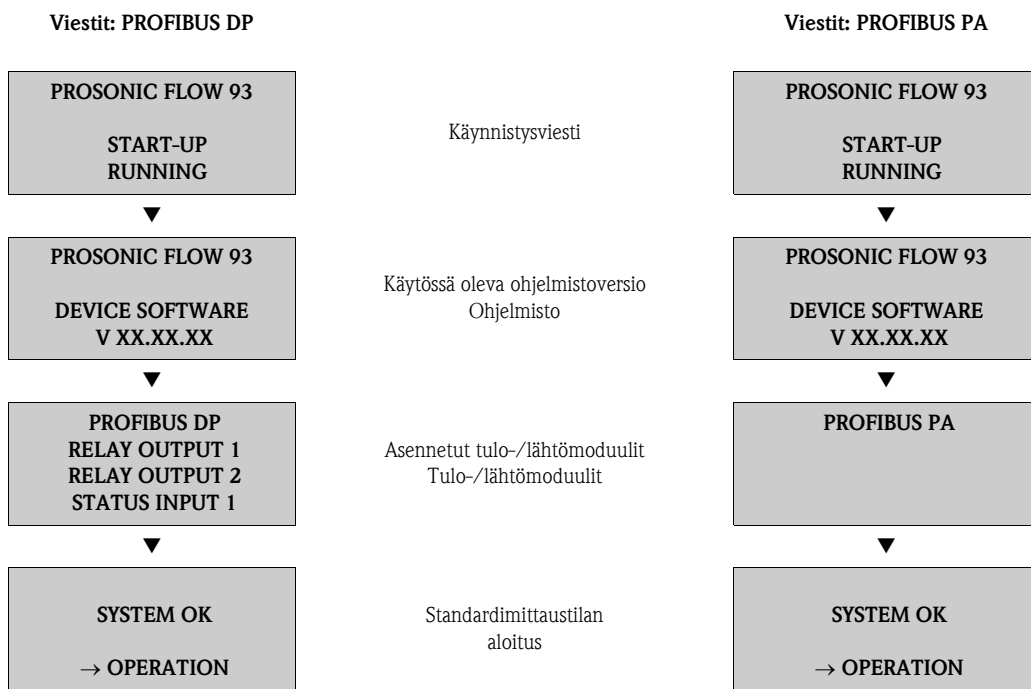 Viestit: PROFIBUS DP
Viestit: PROFIBUS PA
PROSONIC FLOW 93
START-UP
RUNNING
Käynnistysviesti
PROSONIC FLOW 93
START-UP
RUNNING
▼
▼
PROSONIC FLOW 93
DEVICE SOFTWARE
V XX.XX.XX
Käytössä oleva ohjelmistoversio
Ohjelmisto
PROSONIC FLOW 93
DEVICE SOFTWARE
V XX.XX.XX
▼
▼
PROFIBUS DP
RELAY OUTPUT 1
RELAY OUTPUT 2
STATUS INPUT 1
Asennetut tulo-/lähtömoduulit
Tulo-/lähtömoduulit
PROFIBUS PA
▼
▼
SYSTEM OK
→ OPERATION
Standardimittaustilan
aloitus
SYSTEM OK
→ OPERATION